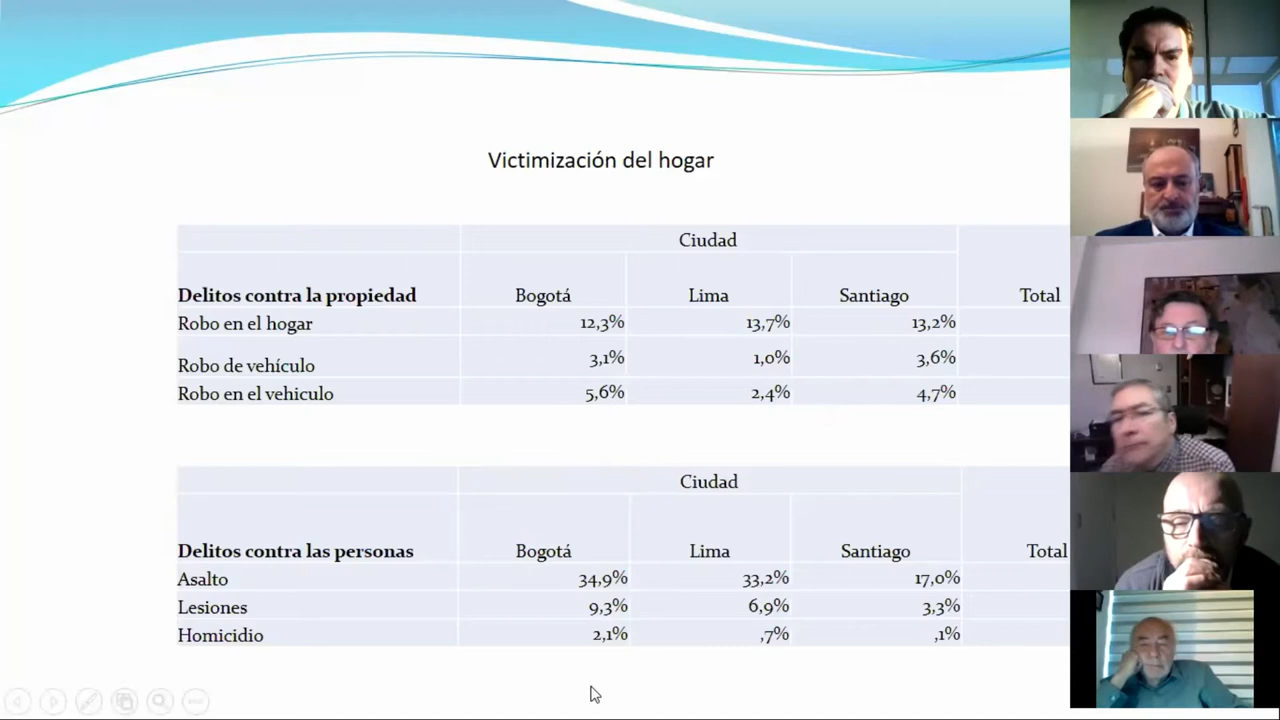 Victimización del hogar
Ciudad
Delitos contra la propiedad Bogotá Lima Santiago Total
Robo en el hogar 12,3% 13,7% 13,2%
Robo de vehículo 3,1% 1,0% 3,6%
Robo en el vehiculo 5,6% 2,4% 4,7%
Ciudad
Delitos contra las personas Bogotá Lima Santiago Total
Asalto 34,9% 33,2% 17,0%
Lesiones 9,3% 6,9% 3,3%
Homicidio 2,1% ,7% ,1%